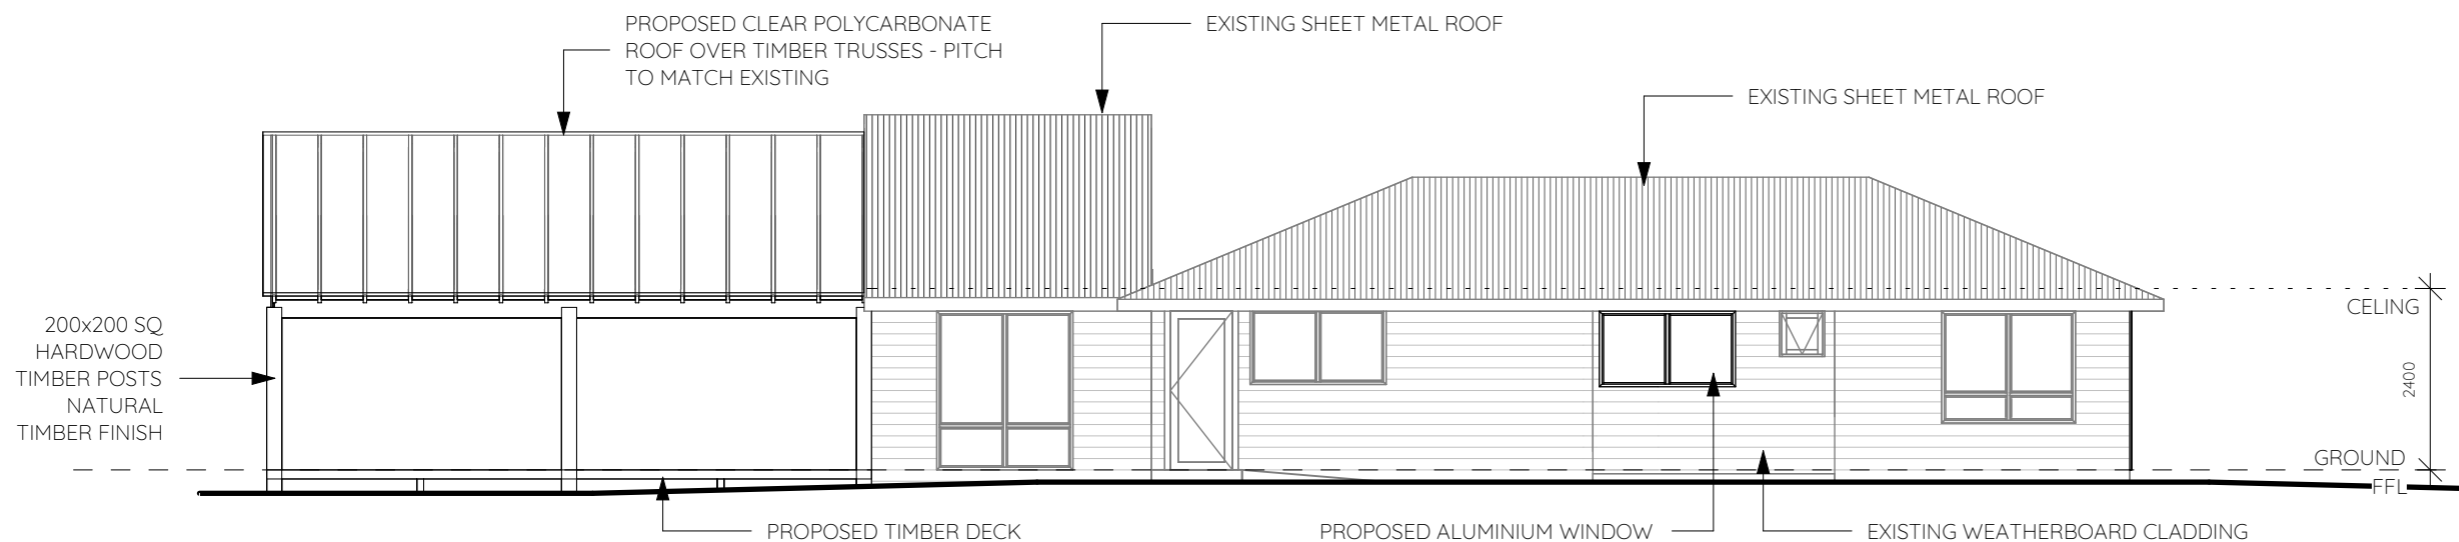 PROPOSED CLEAR POLYCARBONATE
ROOF OVER TIMBER TRUSSES - PITCH
TO MATCH EXISTING
EXISTING SHEET METAL ROOF
EXISTING SHEET METAL ROOF
200x200 SQ
HARDWOOD
TIMBER POSTS
NATURAL
TIMBER FINISH
CELING
2400
GROUND
FFL
PROPOSED TIMBER DECK
PROPOSED ALUMINIUM WINDOW
EXISTING WEATHERBOARD CLADDING